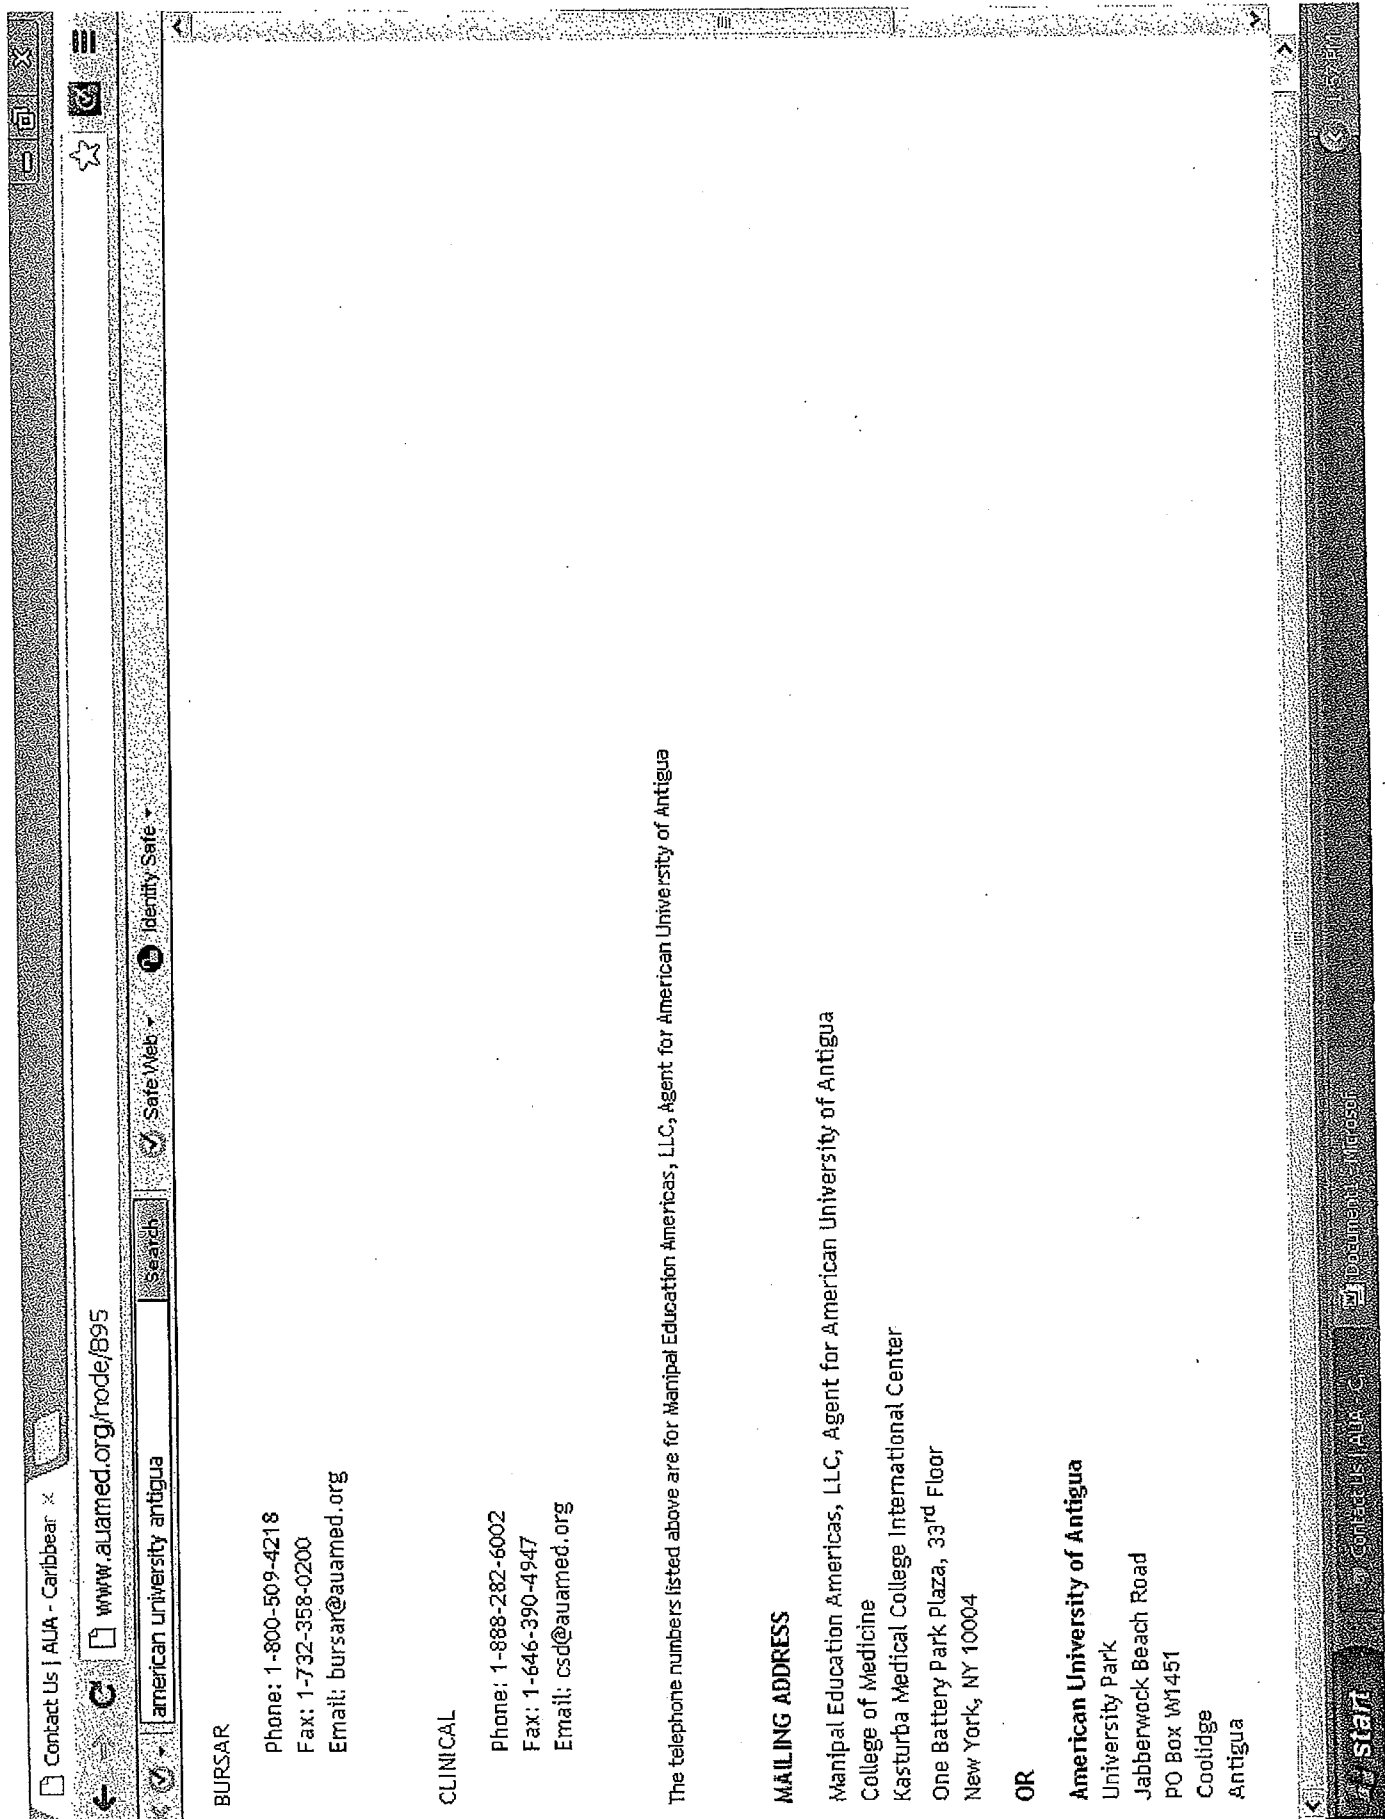 Contact Us | AUA - Caribbear ×
www.auamed.org/node/895
american university antigua Search Safe Web Identity Safe
BURSAR
Phone: 1-800-509-4218
Fax: 1-732-358-0200
Email: bursar@auamed.org
CLINICAL
Phone: 1-888-282-6002
Fax: 1-646-390-4947
Email: csd@auamed.org
The telephone numbers listed above are for Manipal Education Americas, LLC, Agent for American University of Antigua
MAILING ADDRESS
Manipal Education Americas, LLC, Agent for American University of Antigua
College of Medicine
Kasturba Medical College International Center
One Battery Park Plaza, 33rd Floor
New York, NY 10004
OR
American University of Antigua
University Park
Jabberwock Beach Road
PO Box W1451
Coolidge
Antigua
start Contact Us | AUA - C... Document1 - Microsof...